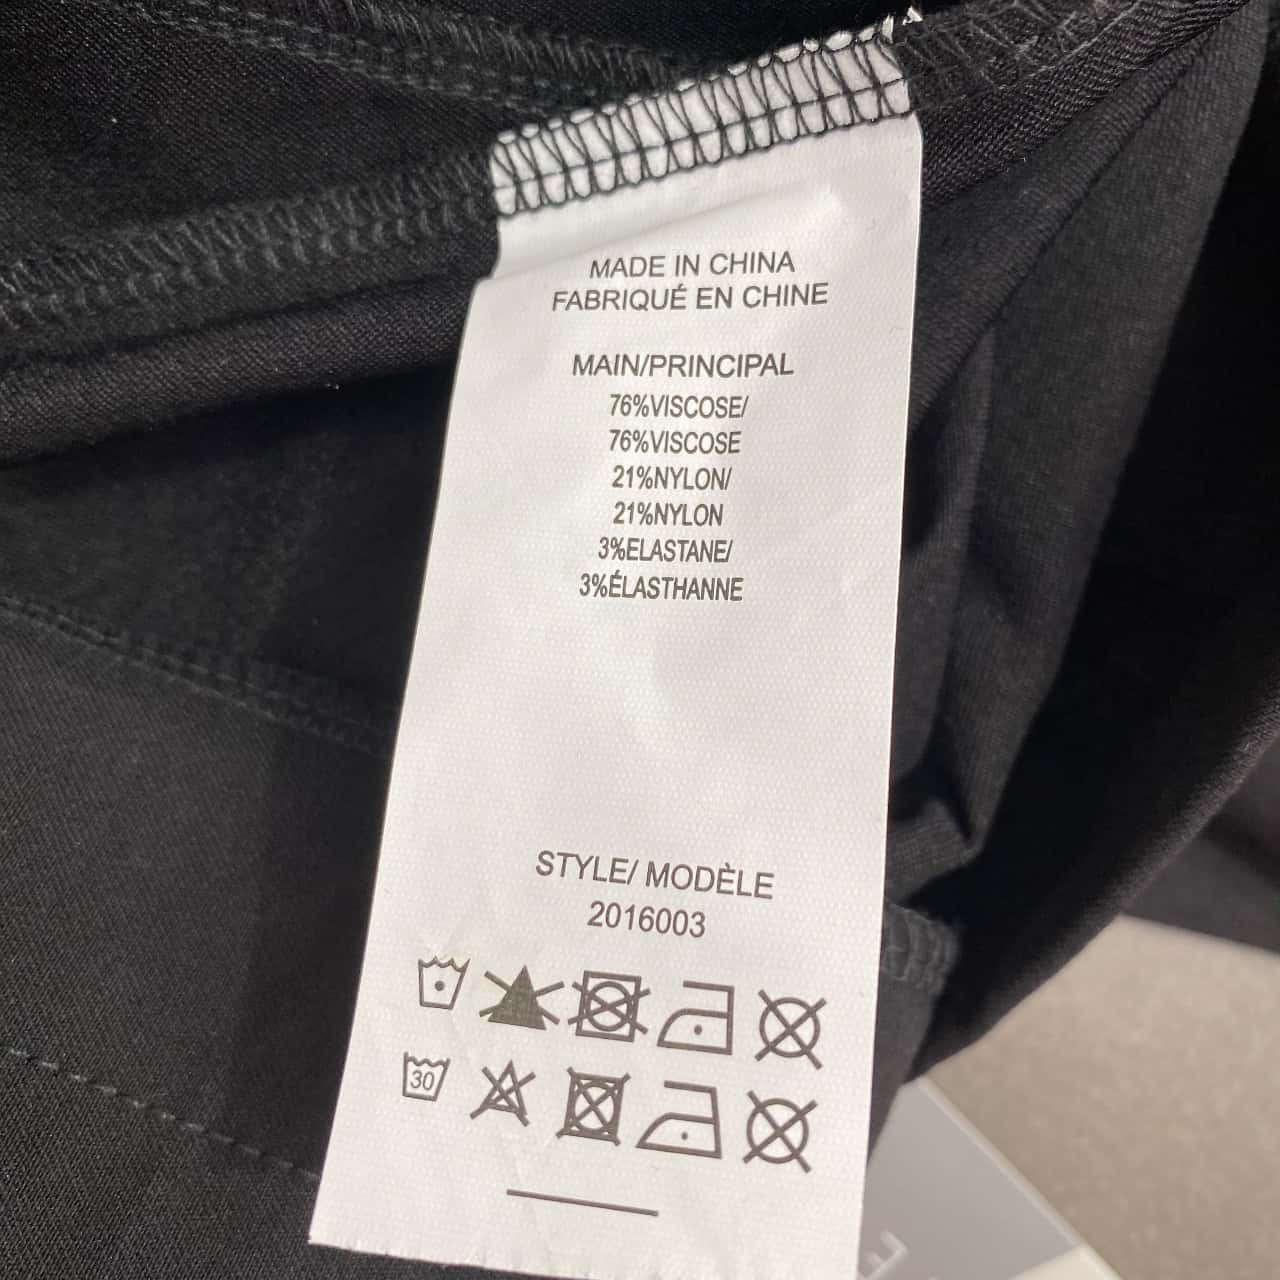 MADE IN CHINA
FABRIQUÉ EN CHINE
MAIN/PRINCIPAL
76%VISCOSE/
76%VISCOSE
21%NYLON/
21%NYLON
3%ELASTANE/
3%ÉLASTHANNE
STYLE/ MODÈLE
2016003
30